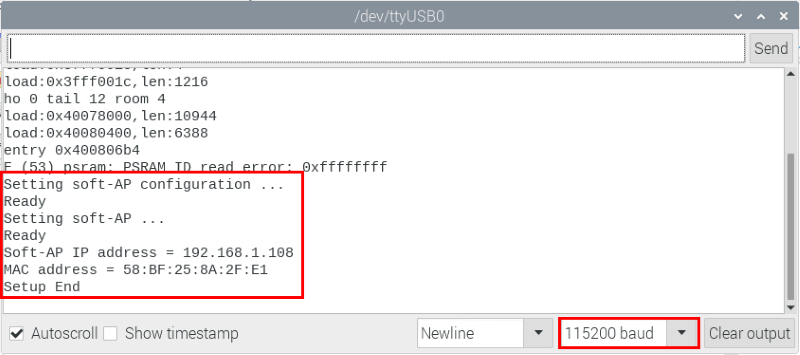 /dev/ttyUSB0
Send
load:0x3fff001c,len:1216
ho 0 tail 12 room 4
load:0x40078000,len:10944
load:0x40080400,len:6388
entry 0x400806b4
E (53) psram: PSRAM ID read error: 0xffffffff
Setting soft-AP configuration ...
Ready
Setting soft-AP ...
Ready
Soft-AP IP address = 192.168.1.108
MAC address = 58:BF:25:8A:2F:E1
Setup End
Autoscroll Show timestamp Newline 115200 baud Clear output